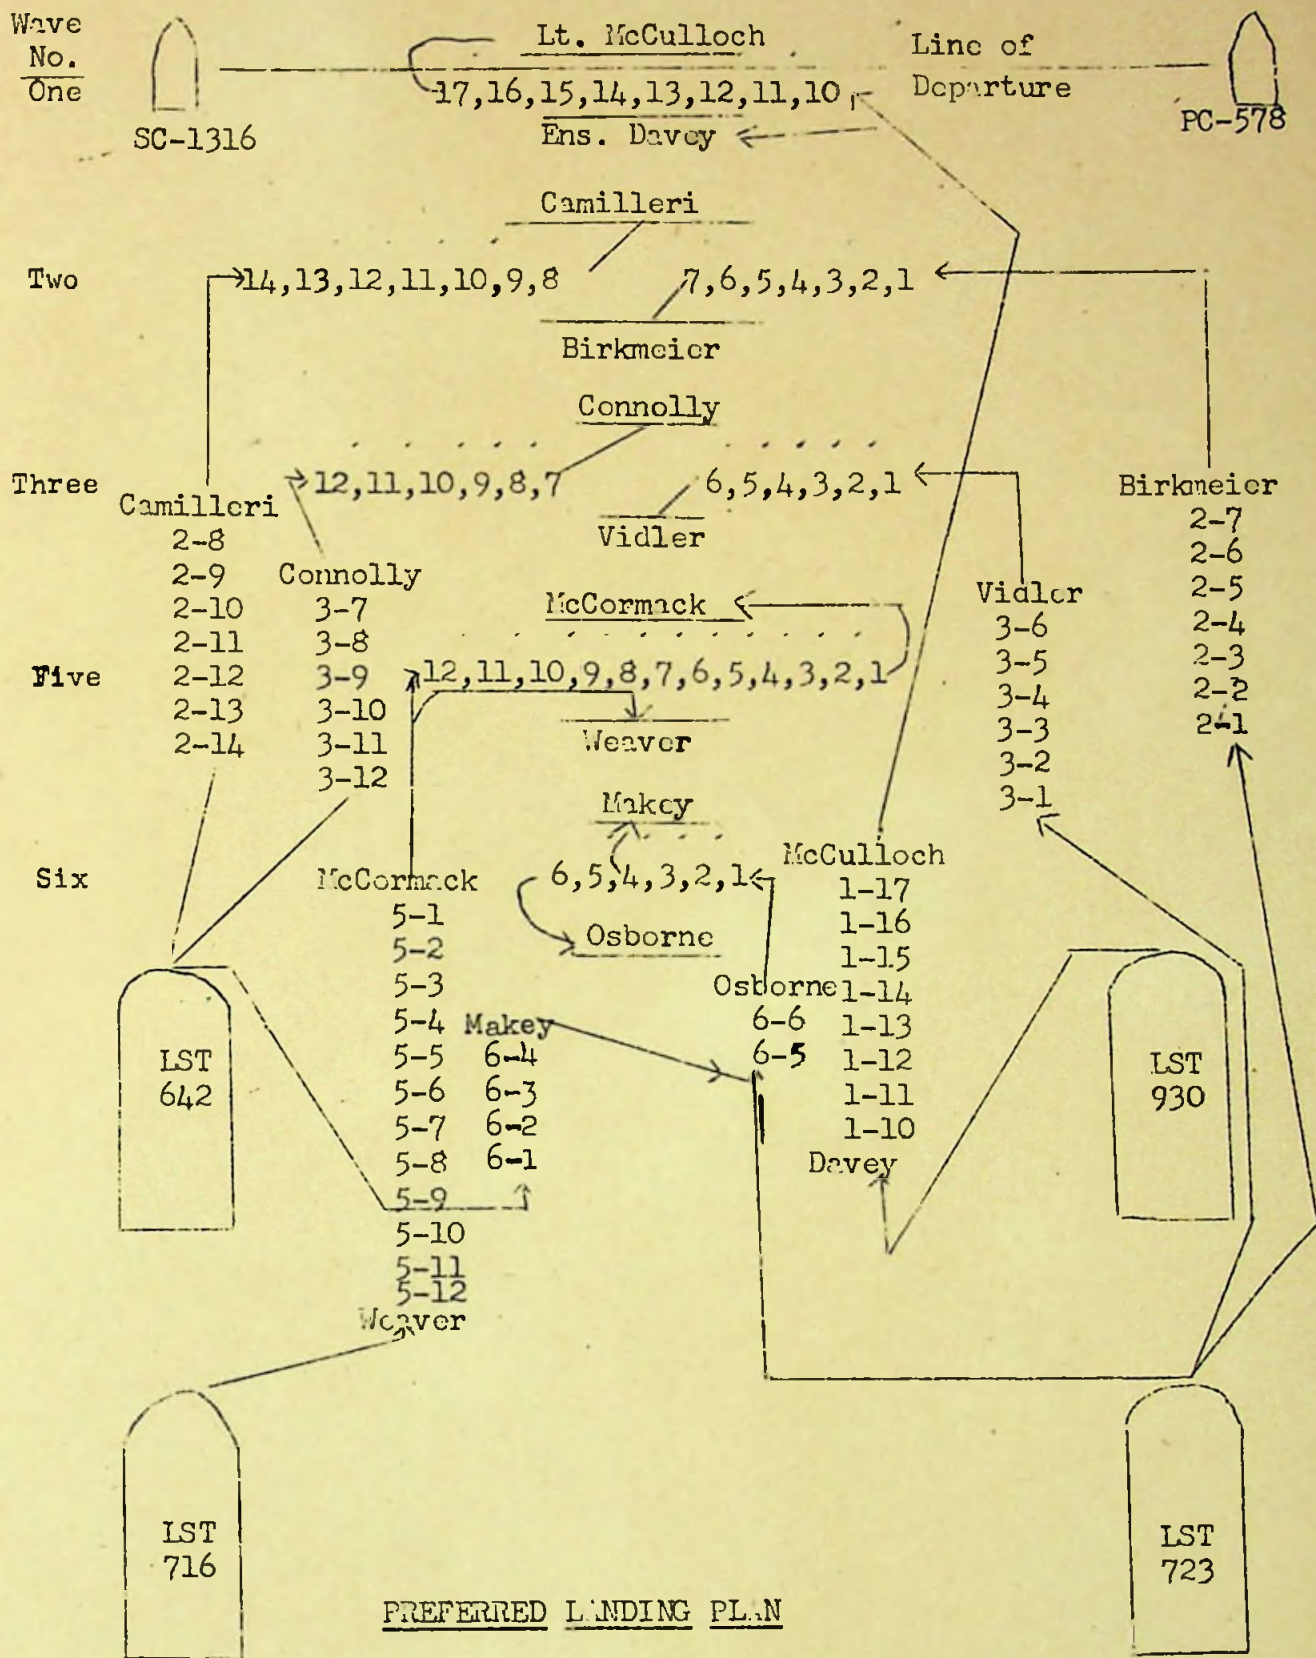 Wave
No.
One
Lt. McCulloch
Line of
Departure
17,16,15,14,13,12,11,10
SC-1316
Ens. Davey
PC-578
Camilleri
Two
14,13,12,11,10,9,8
7,6,5,4,3,2,1
Birkmeier
Connolly
Three
12,11,10,9,8,7
6,5,4,3,2,1
Vidler
Camilleri
2-8
2-9
2-10
2-11
2-12
2-13
2-14
Connolly
3-7
3-8
3-9
3-10
3-11
3-12
Vidler
3-6
3-5
3-4
3-3
3-2
3-1
Birkmeier
2-7
2-6
2-5
2-4
2-3
2-2
2-1
McCormack
Five
12,11,10,9,8,7,6,5,4,3,2,1
Weaver
Makey
Six
6,5,4,3,2,1
Osborne
McCormack
5-1
5-2
5-3
5-4
5-5
5-6
5-7
5-8
5-9
5-10
5-11
5-12
Weaver
Makey
6-4
6-3
6-2
6-1
Osborne
6-6
6-5
McCulloch
1-17
1-16
1-15
1-14
1-13
1-12
1-11
1-10
Davey
LST
642
LST
930
LST
716
LST
723
PREFERRED LANDING PLAN